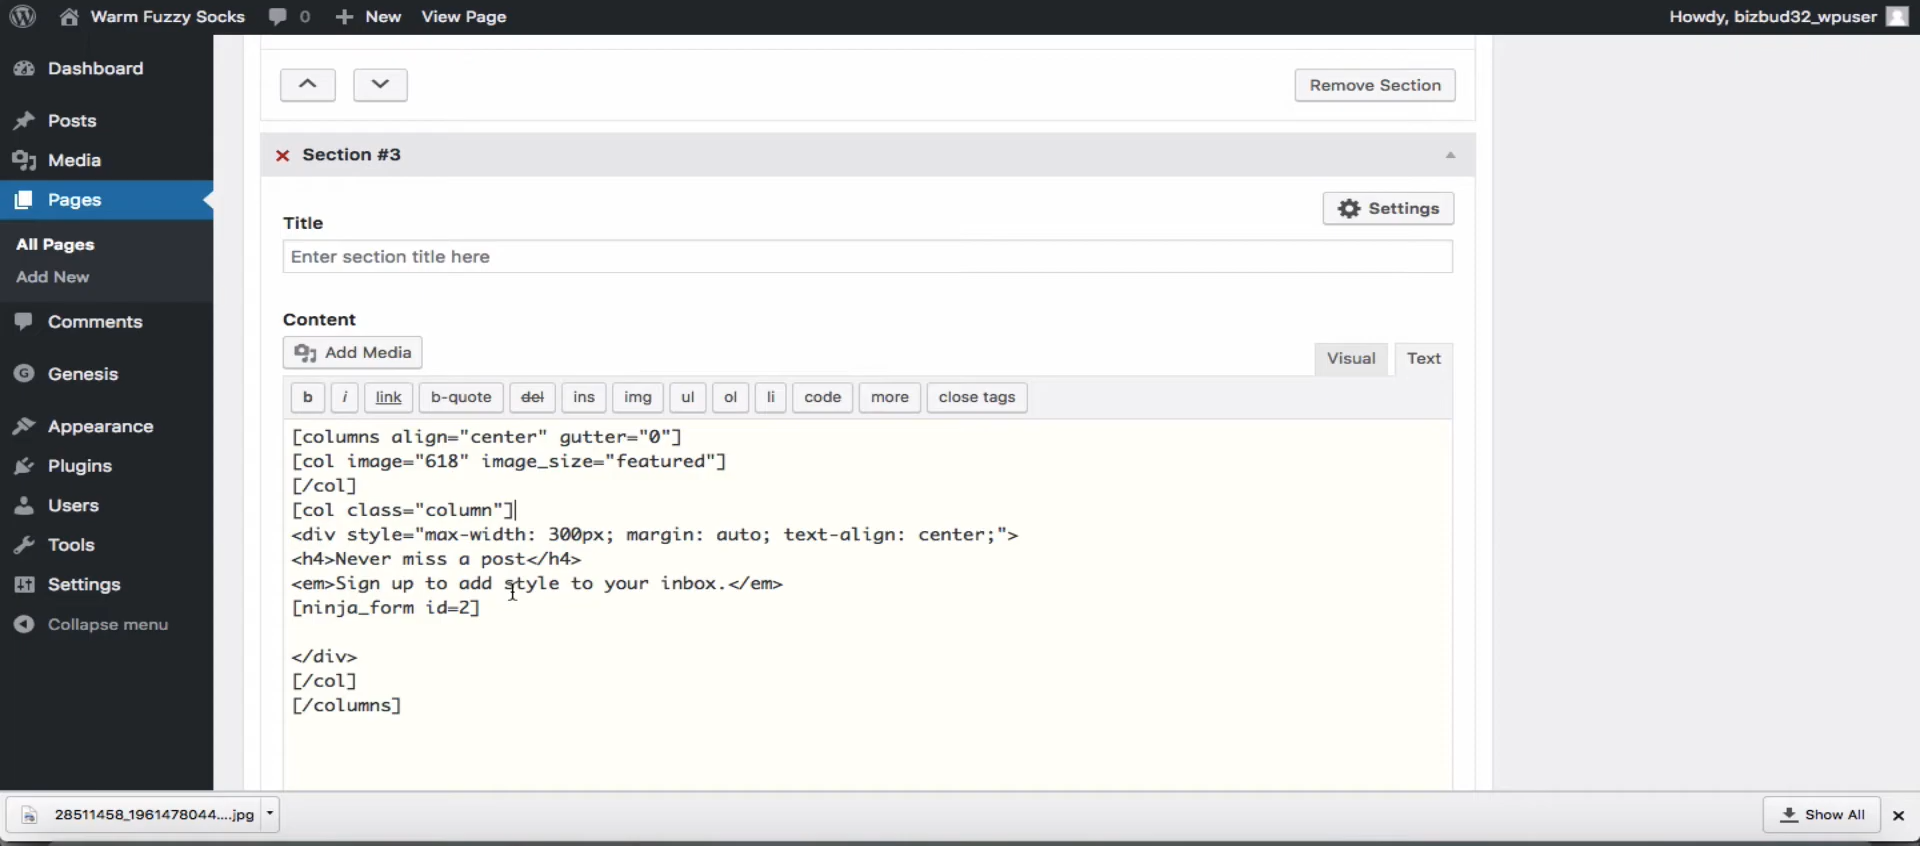 Warm Fuzzy Socks 0 New View Page Howdy, bizbud32_wpuser
Dashboard
Posts
Media
Pages
All Pages
Add New
Comments
Genesis
Appearance
Plugins
Users
Tools
Settings
Collapse menu
Remove Section
Section #3
Settings
Title
Enter section title here
Content
Add Media
Visual Text
b i link b-quote del ins img ul ol li code more close tags
[columns align="center" gutter="0"]
[col image="618" image_size="featured"]
[/col]
[col class="column"]
<div style="max-width: 300px; margin: auto; text-align: center;">
<h4>Never miss a post</h4>
<em>Sign up to add style to your inbox.</em>
[ninja_form id=2]
</div>
[/col]
[/columns]
28511458_1961478044....jpg Show All